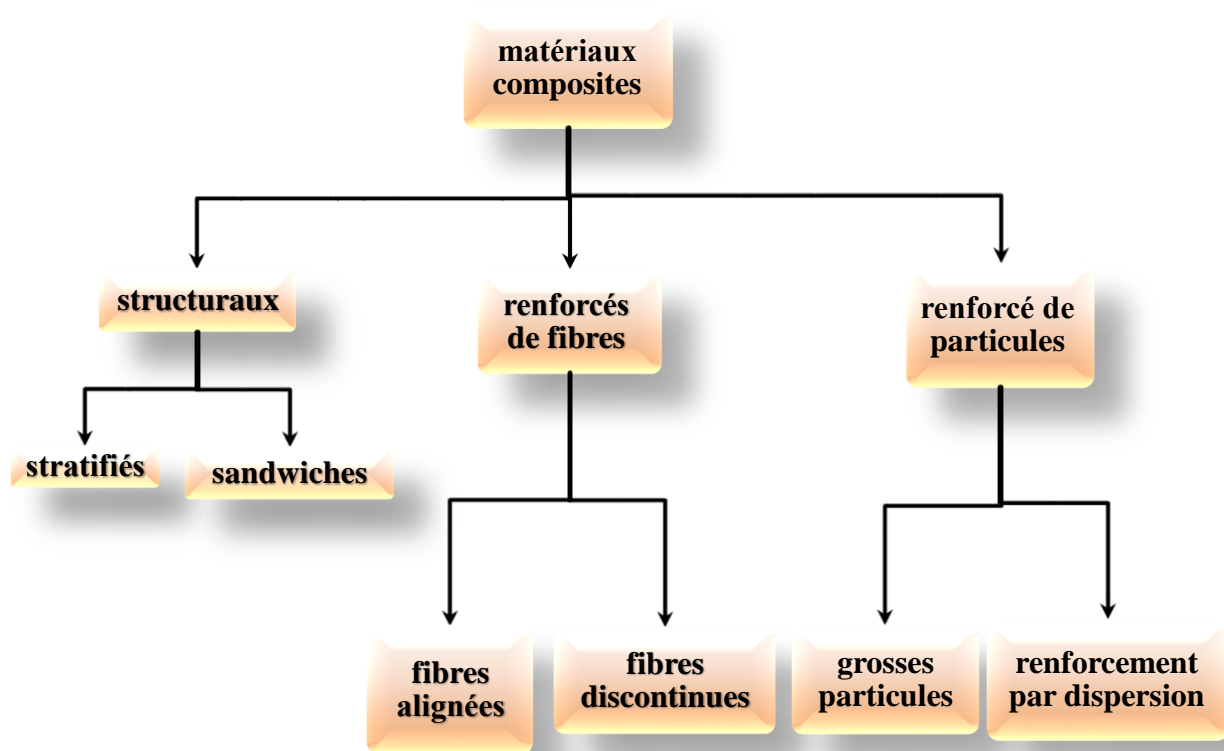 matériaux
composites
structuraux
renforcés
de fibres
renforcé de
particules
stratifiés
sandwiches
fibres
alignées
fibres
discontinues
grosses
particules
renforcement
par dispersion